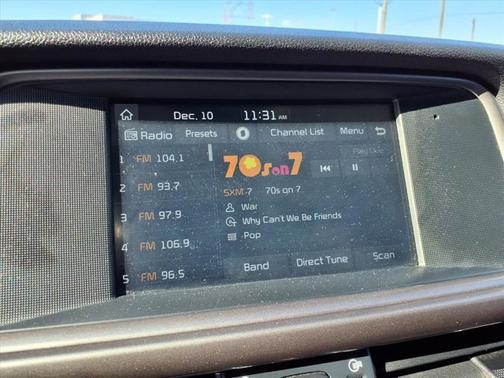 Dec. 10 11:31 AM
Radio Presets Channel List Menu
70s on 7
Play Live
1 FM 104.1
2 FM 93.7
3 FM 97.9
4 FM 106.9
5 FM 96.5
SXM 7 70s on 7
War
Why Can't We Be Friends
Pop
Band Direct Tune Scan